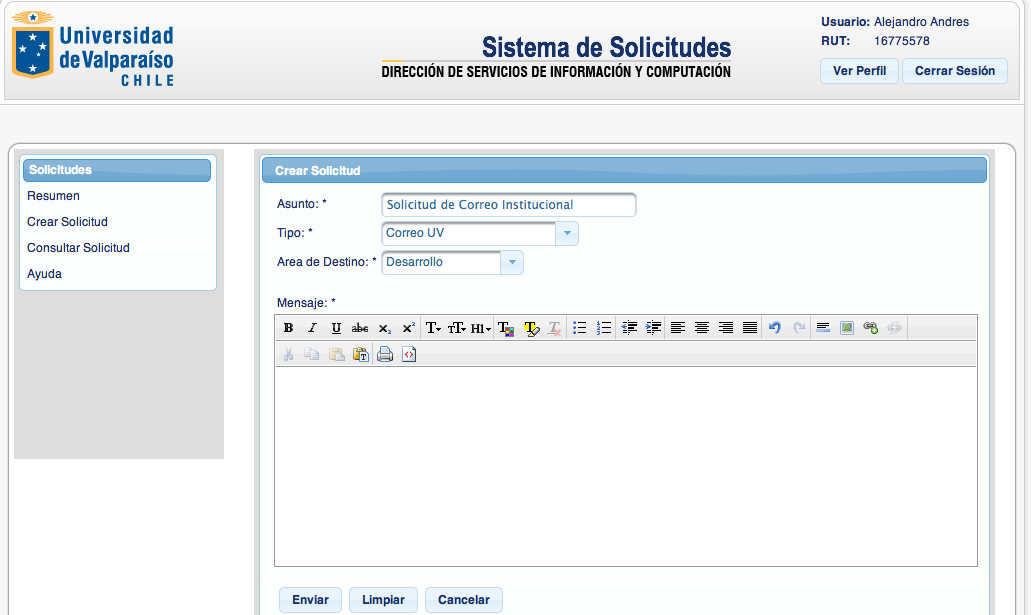 Universidad
de Valparaíso
CHILE
Sistema de Solicitudes
DIRECCIÓN DE SERVICIOS DE INFORMACIÓN Y COMPUTACIÓN
Usuario: Alejandro Andres
RUT: 16775578
Ver Perfil Cerrar Sesión
Solicitudes
Resumen
Crear Solicitud
Consultar Solicitud
Ayuda
Crear Solicitud
Asunto: * Solicitud de Correo Institucional
Tipo: * Correo UV
Area de Destino: * Desarrollo
Mensaje: *
B I U abc x₂ x² T TT H1
Enviar Limpiar Cancelar